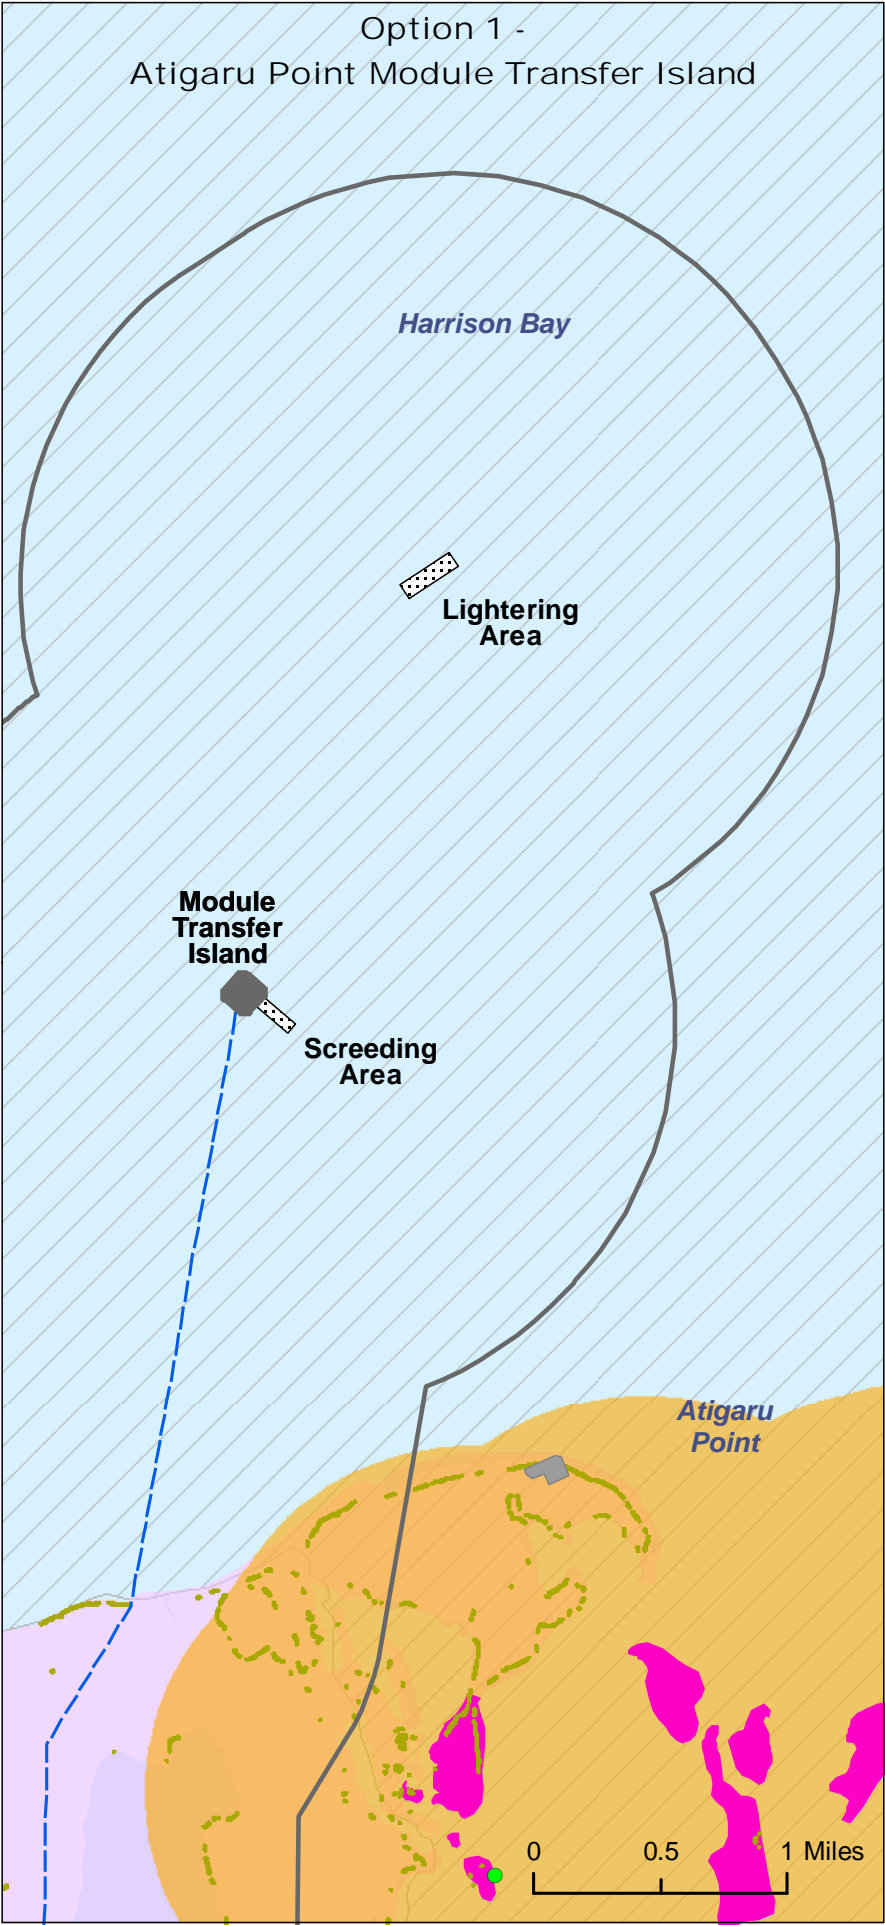 Option 1 -
Atigaru Point Module Transfer Island
Harrison Bay
Lightering
Area
Module
Transfer
Island
Screeding
Area
Atigaru
Point
0 0.5 1 Miles